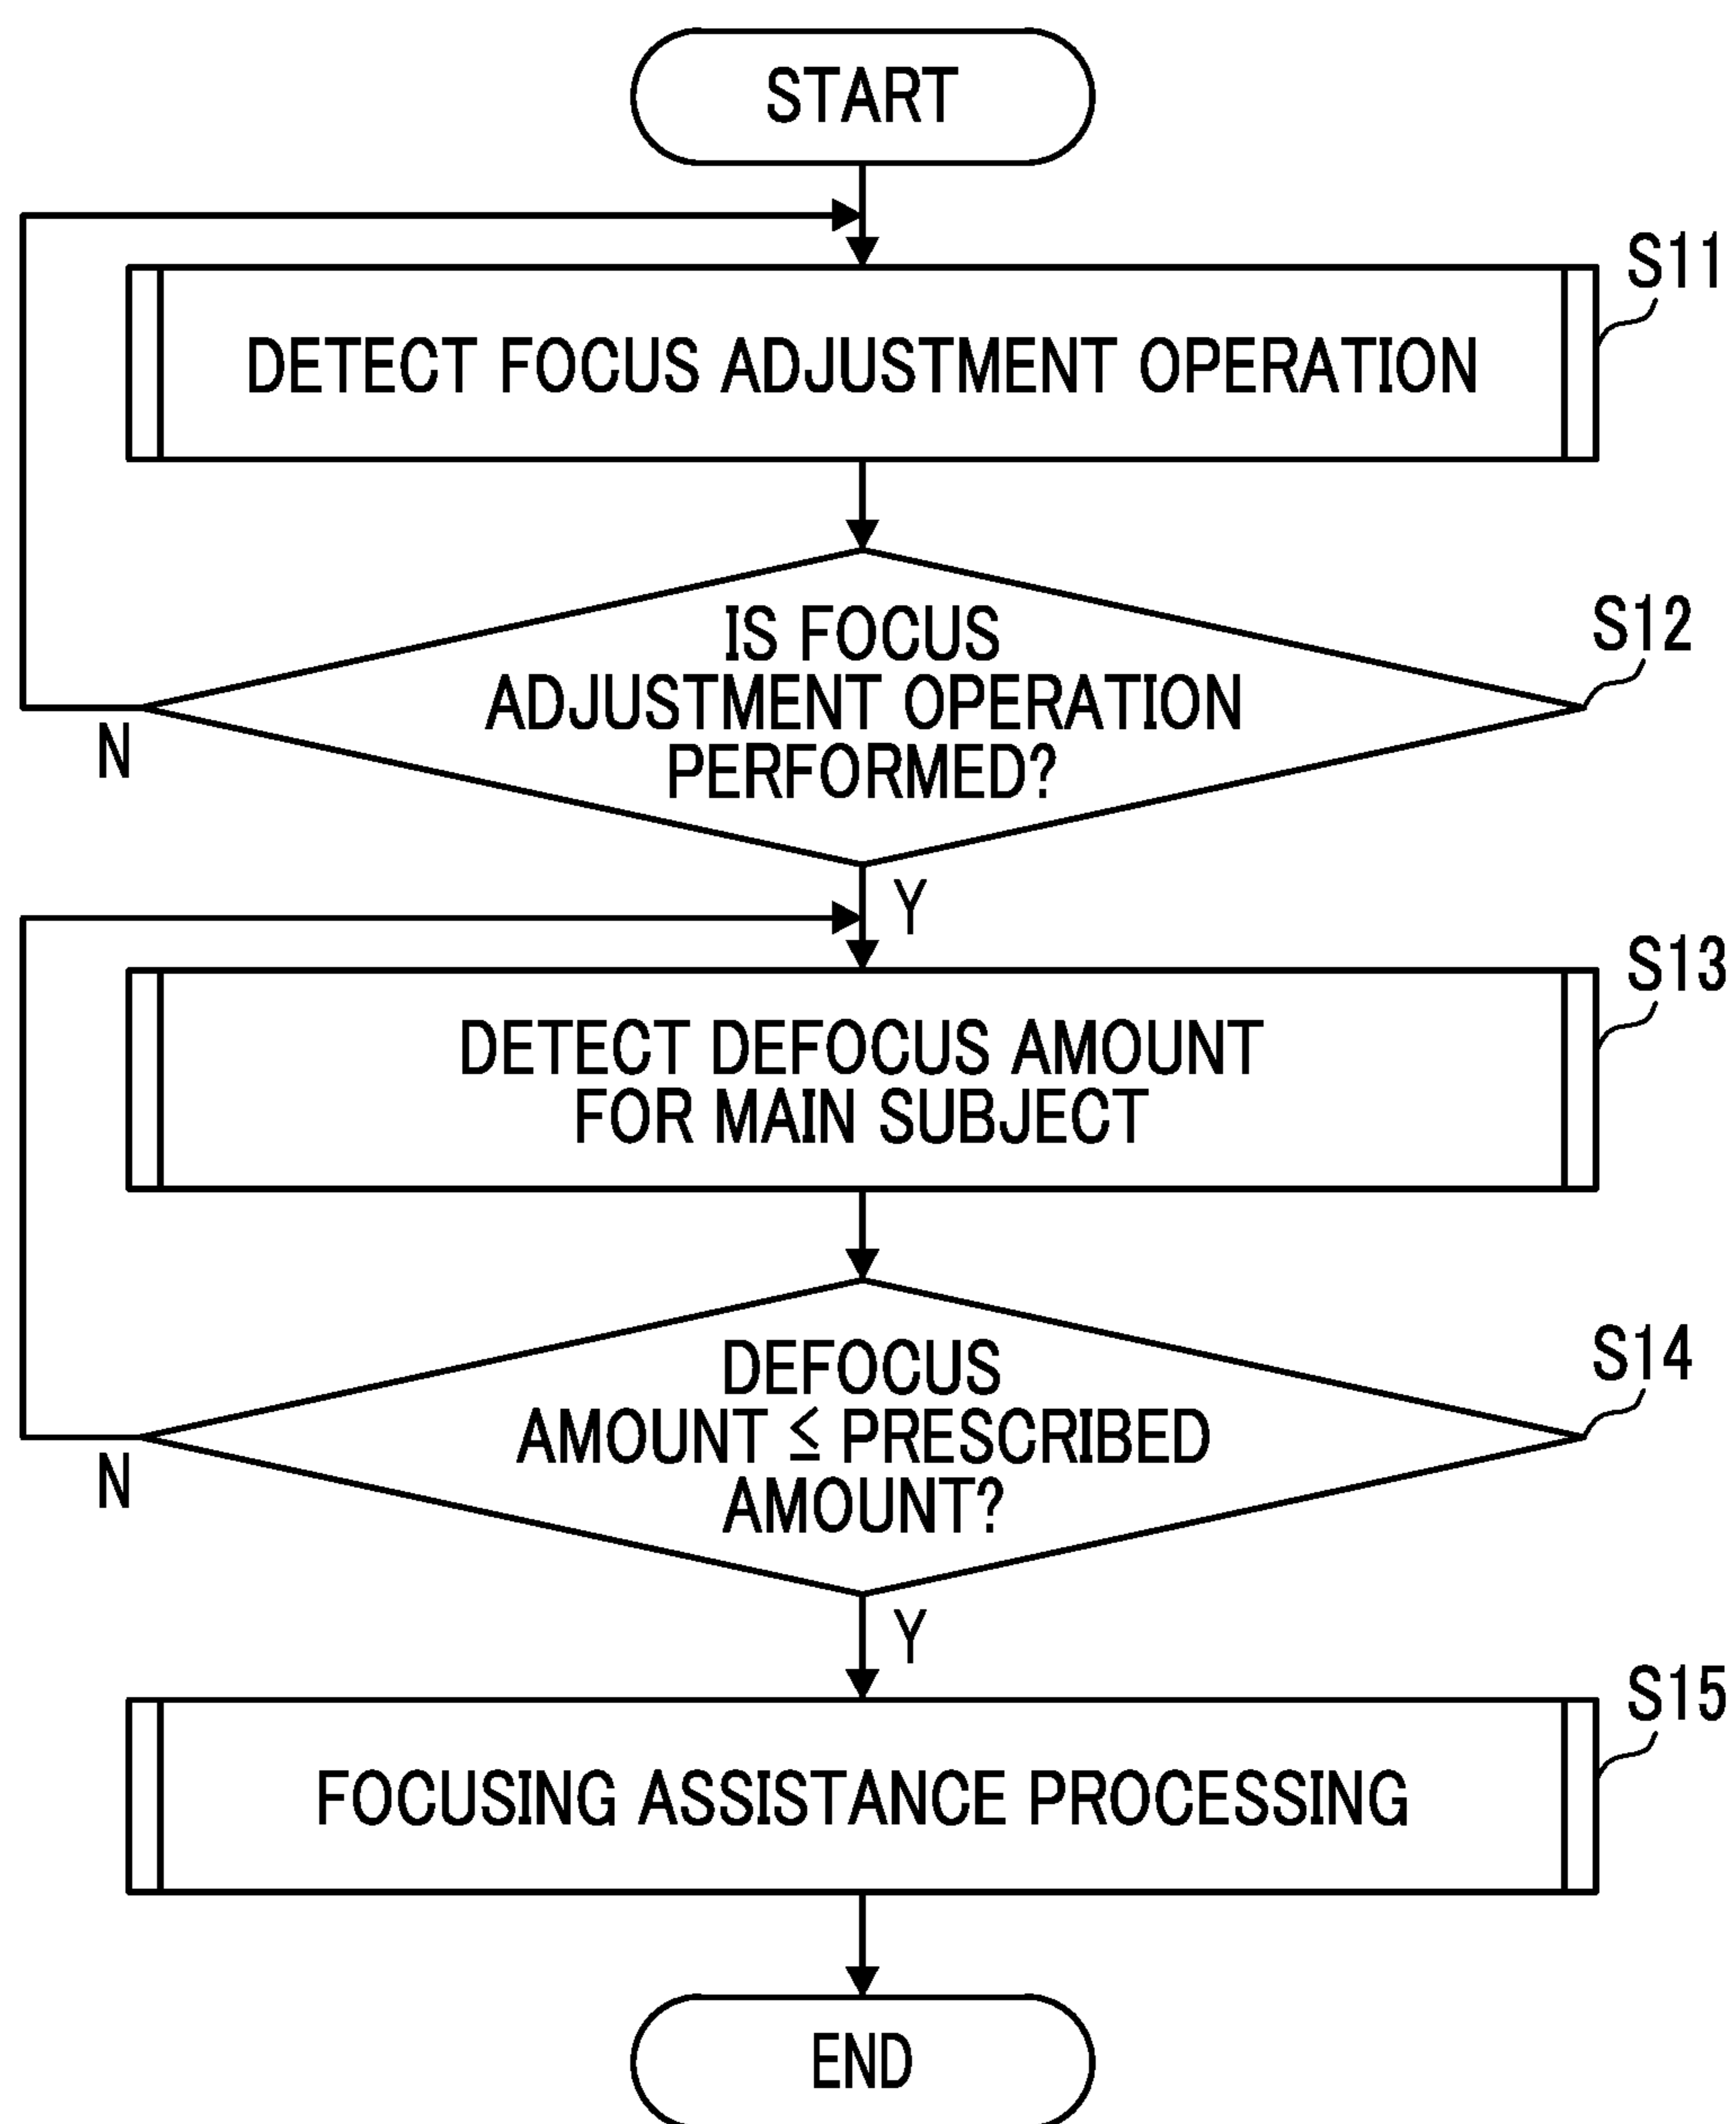 START
S11
DETECT FOCUS ADJUSTMENT OPERATION
S12
IS FOCUS
ADJUSTMENT OPERATION
PERFORMED?
N
Y
S13
DETECT DEFOCUS AMOUNT
FOR MAIN SUBJECT
S14
DEFOCUS
AMOUNT ≤ PRESCRIBED
AMOUNT?
N
Y
S15
FOCUSING ASSISTANCE PROCESSING
END